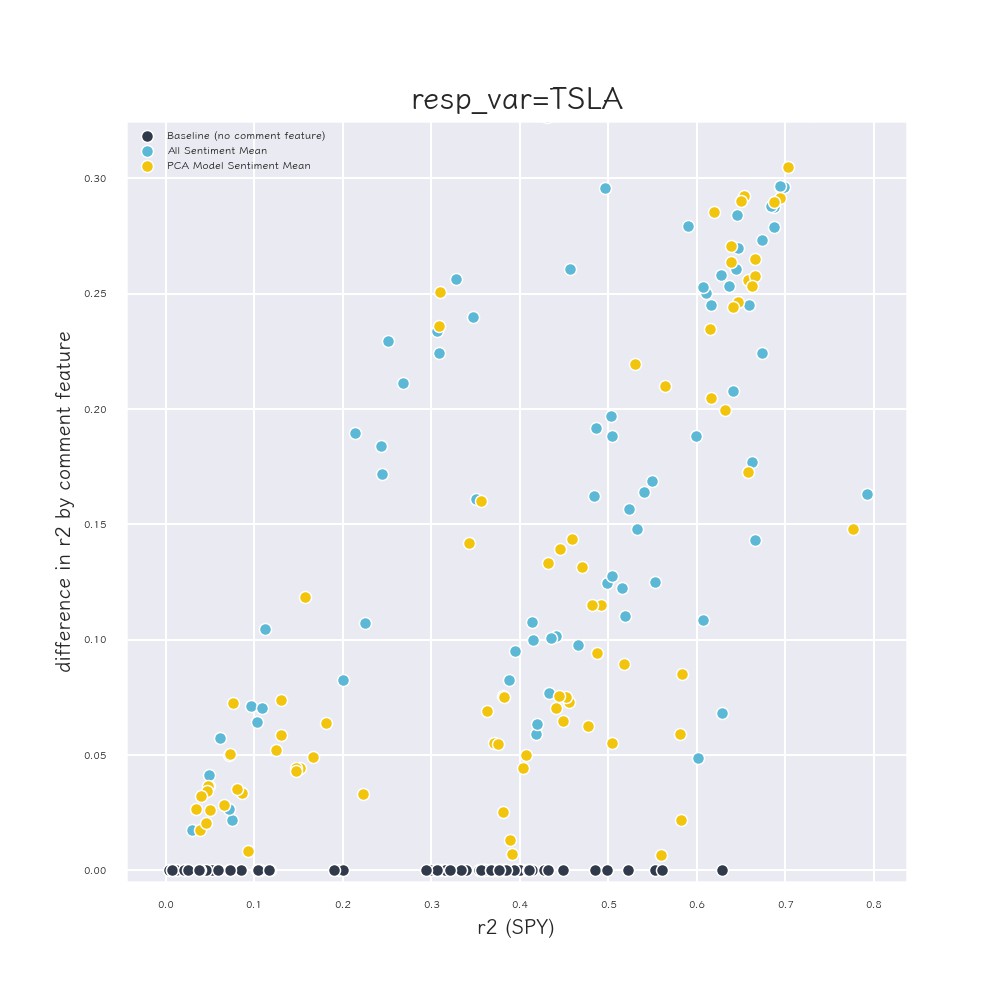 resp_var=TSLA
Baseline (no comment feature)
All Sentiment Mean
PCA Model Sentiment Mean
difference in r2 by comment feature
0.30
0.25
0.20
0.15
0.10
0.05
0.00
0.0 0.1 0.2 0.3 0.4 0.5 0.6 0.7 0.8
r2 (SPY)